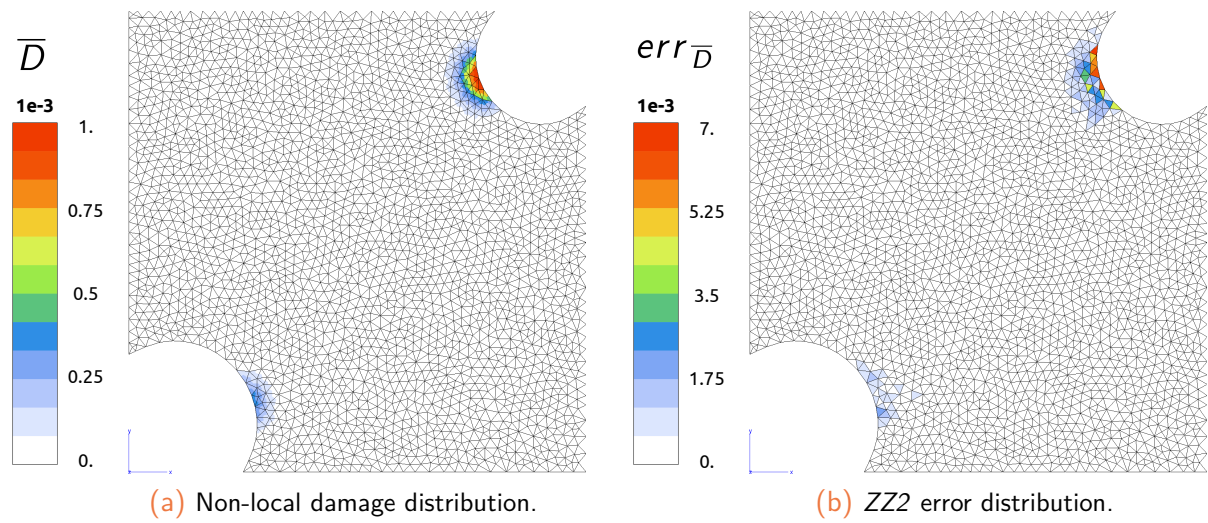 D̅
1e-3
1.
0.75
0.5
0.25
0.
y
z
x
(a) Non-local damage distribution.
err_D̅
1e-3
7.
5.25
3.5
1.75
0.
y
z
x
(b) ZZ2 error distribution.